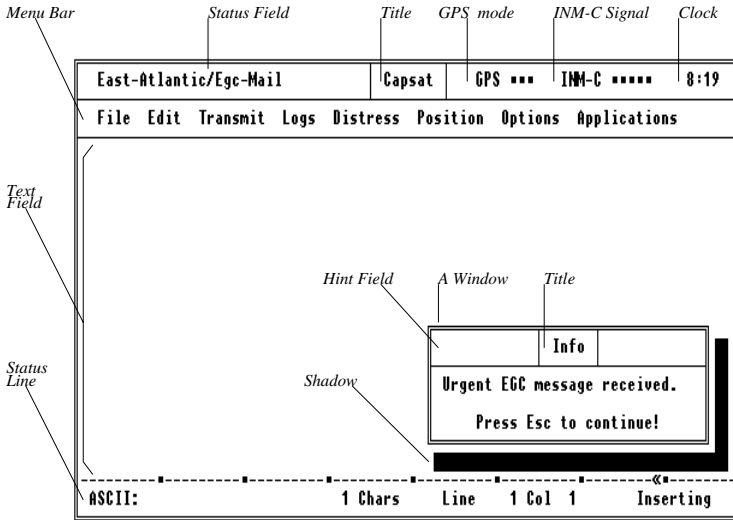 Menu Bar Status Field Title GPS mode INM-C Signal Clock
East-Atlantic/Egc-Mail Capsat GPS INM-C 8:19
File Edit Transmit Logs Distress Position Options Applications
Text
Field
Hint Field A Window Title
Info
Status
Line
Shadow
Urgent EGC message received.
Press Esc to continue!
ASCII: 1 Chars Line 1 Col 1 Inserting